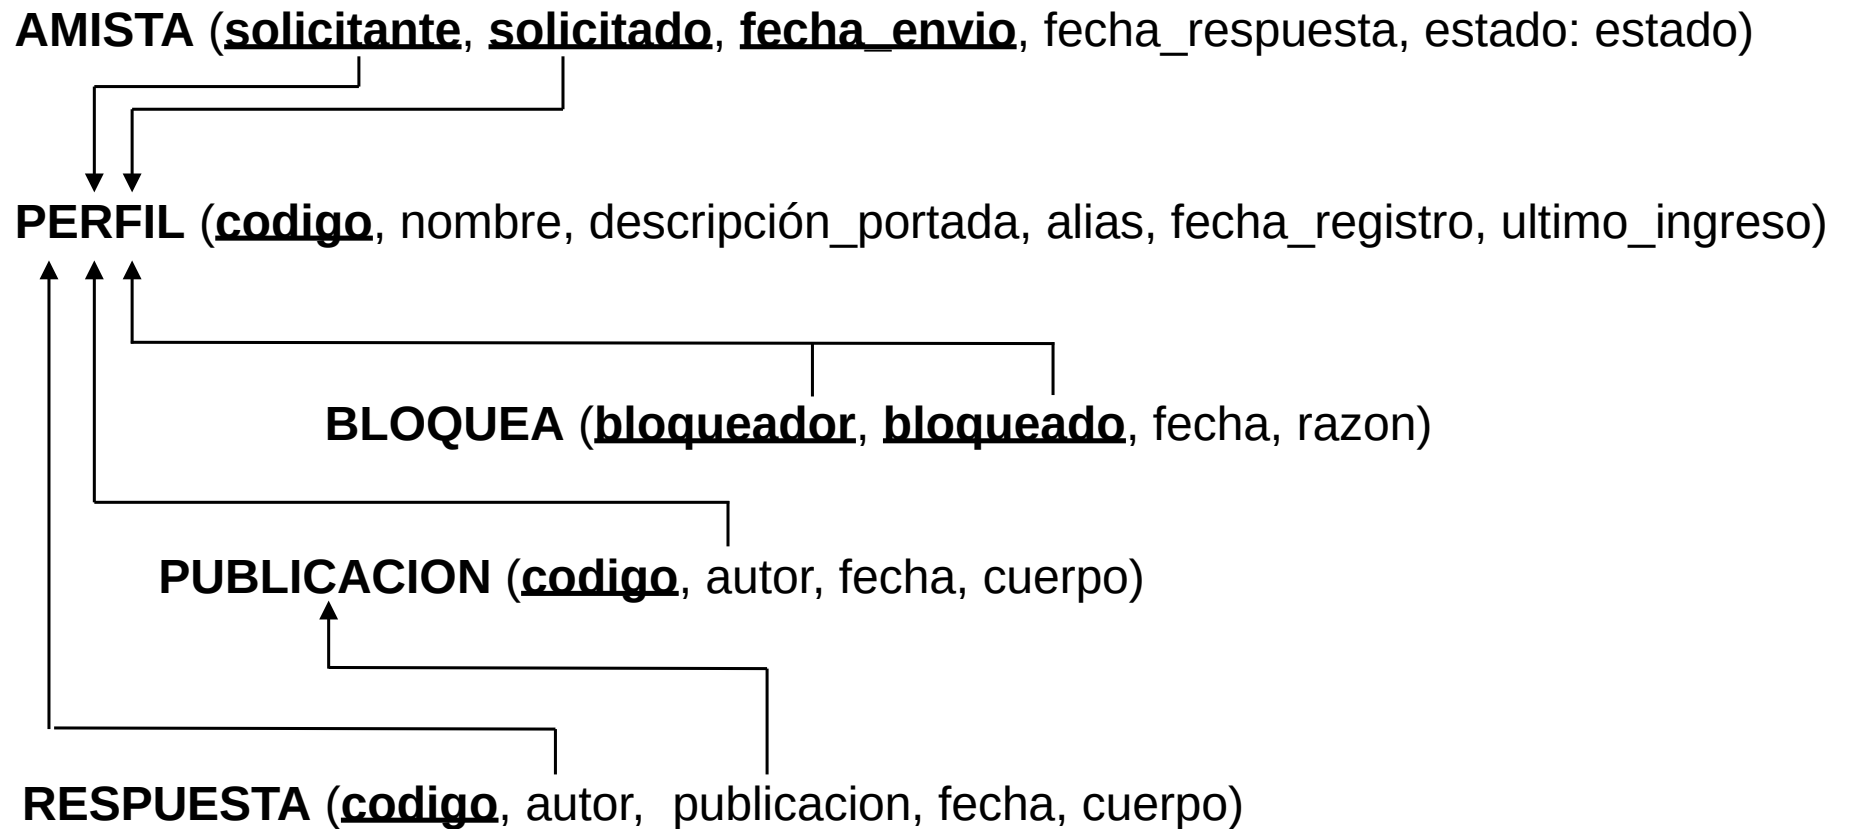 AMISTA (solicitante, solicitado, fecha_envio, fecha_respuesta, estado: estado)
PERFIL (codigo, nombre, descripción_portada, alias, fecha_registro, ultimo_ingreso)
BLOQUEA (bloqueador, bloqueado, fecha, razon)
PUBLICACION (codigo, autor, fecha, cuerpo)
RESPUESTA (codigo, autor, publicacion, fecha, cuerpo)